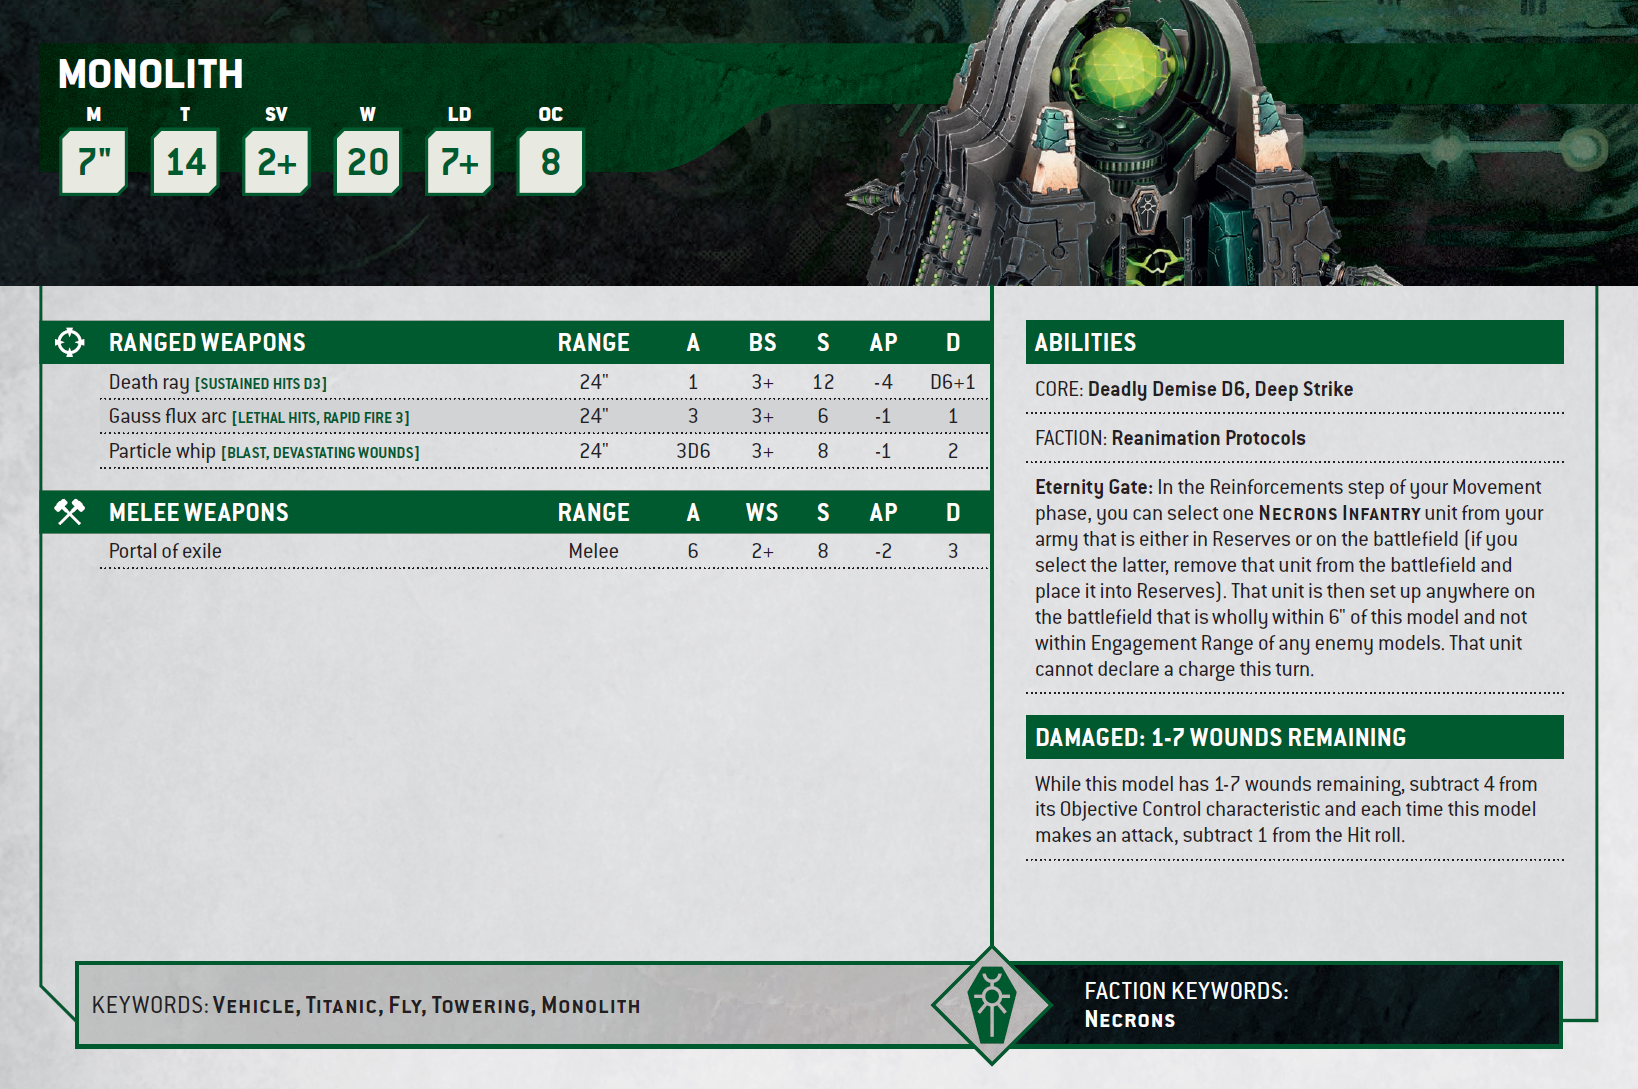 MONOLITH
M T SV W LD OC
7" 14 2+ 20 7+ 8
RANGED WEAPONS RANGE A BS S AP D
Death ray [SUSTAINED HITS D3] 24" 1 3+ 12 -4 D6+1
Gauss flux arc [LETHAL HITS, RAPID FIRE 3] 24" 3 3+ 6 -1 1
Particle whip [BLAST, DEVASTATING WOUNDS] 24" 3D6 3+ 8 -1 2
MELEE WEAPONS RANGE A WS S AP D
Portal of exile Melee 6 2+ 8 -2 3
ABILITIES
CORE: Deadly Demise D6, Deep Strike
FACTION: Reanimation Protocols
Eternity Gate: In the Reinforcements step of your Movement
phase, you can select one NECRONS INFANTRY unit from your
army that is either in Reserves or on the battlefield (if you
select the latter, remove that unit from the battlefield and
place it into Reserves). That unit is then set up anywhere on
the battlefield that is wholly within 6" of this model and not
within Engagement Range of any enemy models. That unit
cannot declare a charge this turn.
DAMAGED: 1-7 WOUNDS REMAINING
While this model has 1-7 wounds remaining, subtract 4 from
its Objective Control characteristic and each time this model
makes an attack, subtract 1 from the Hit roll.
KEYWORDS: VEHICLE, TITANIC, FLY, TOWERING, MONOLITH
FACTION KEYWORDS:
NECRONS